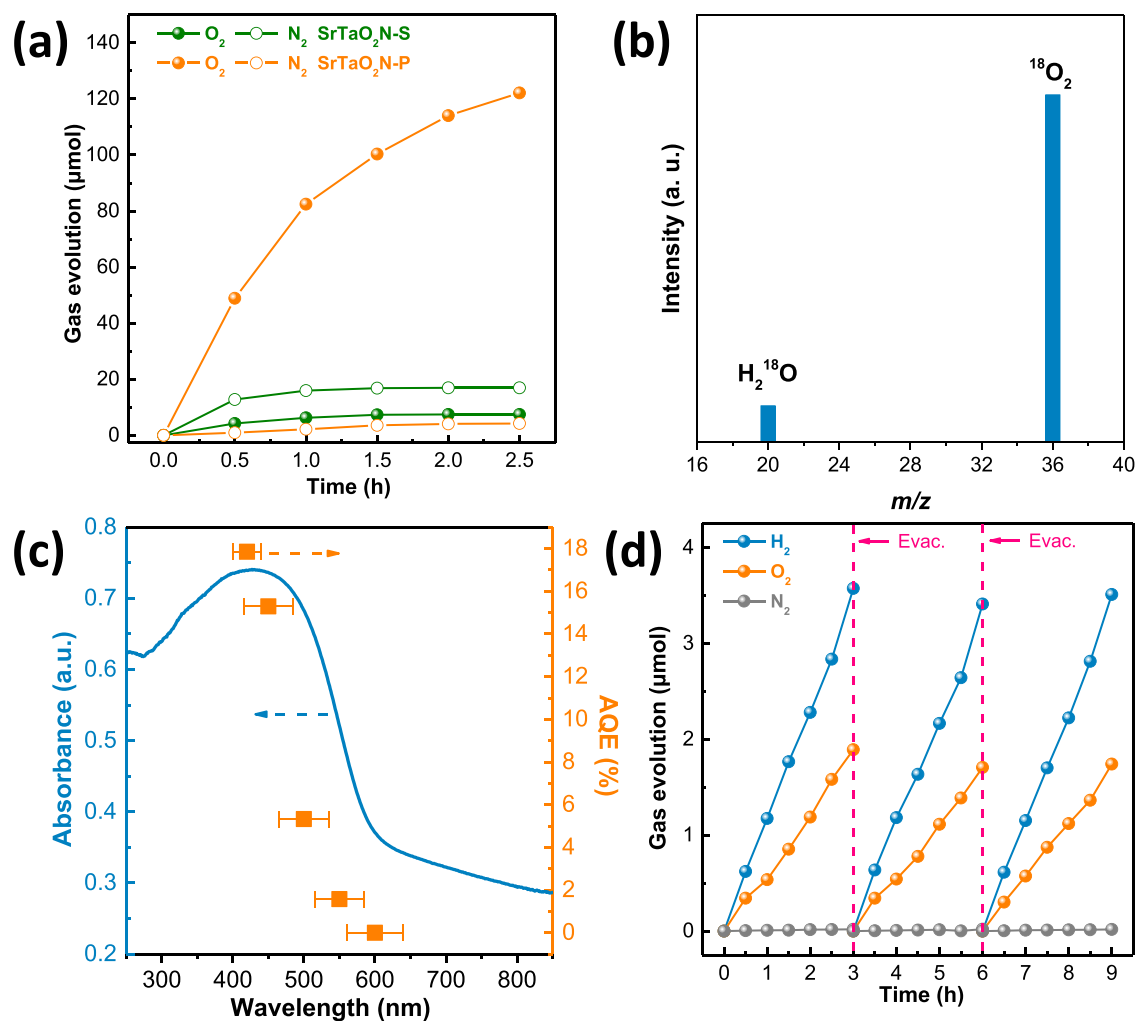 (a)
O2 N2 SrTaO2N-S
O2 N2 SrTaO2N-P
140
120
100
80
60
40
20
0
Gas evolution (μmol)
0.0 0.5 1.0 1.5 2.0 2.5
Time (h)
(b)
18O2
H218O
Intensity (a. u.)
16 20 24 28 32 36 40
m/z
(c)
0.8
0.7
0.6
0.5
0.4
0.3
0.2
Absorbance (a.u.)
18
16
14
12
10
8
6
4
2
0
AQE (%)
300 400 500 600 700 800
Wavelength (nm)
(d)
H2
O2
N2
Evac.
Evac.
4
3
2
1
0
Gas evolution (μmol)
0 1 2 3 4 5 6 7 8 9
Time (h)